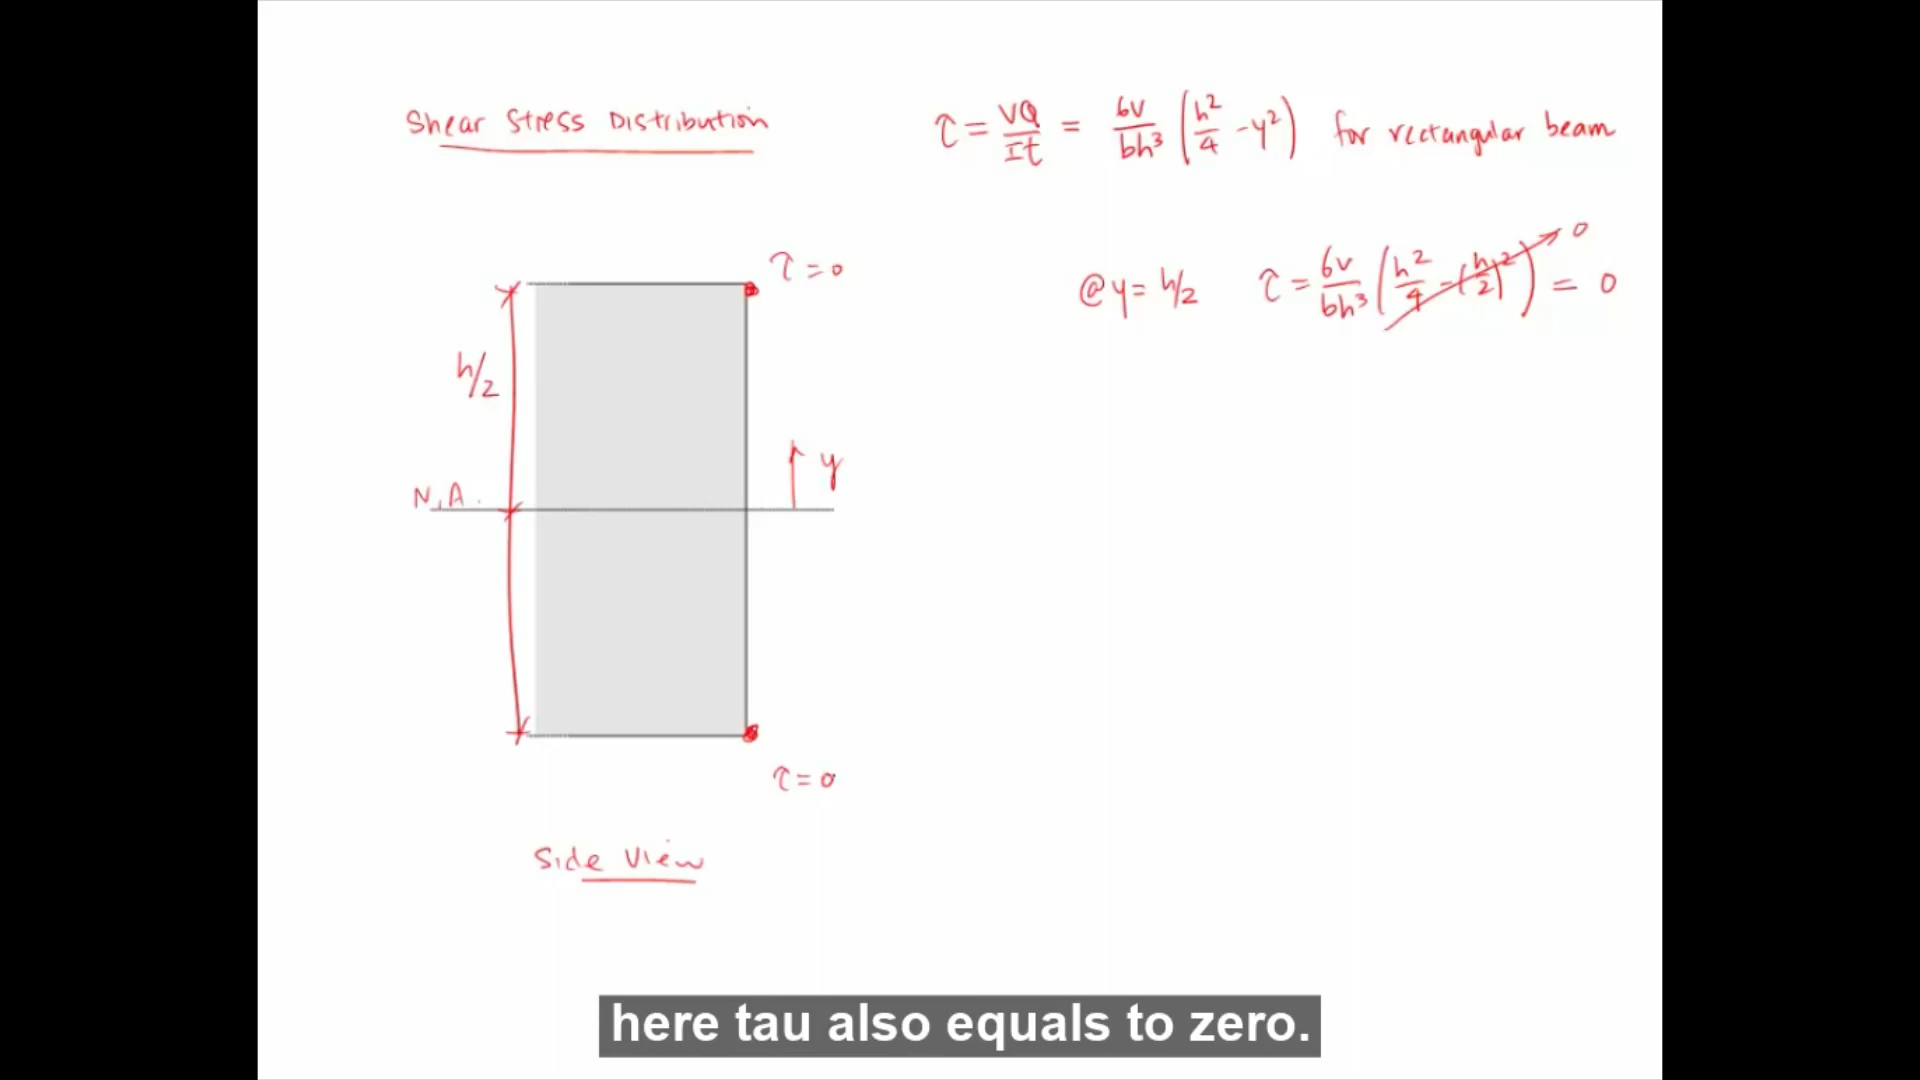 Shear Stress Distribution
τ = VQ/It = 6V/bh³ (h²/4 - y²) for rectangular beam
τ = 0
@ y = h/2 τ = 6V/bh³ (h²/4 - (h/2)²) → 0 = 0
h/2
y
N.A.
τ = 0
Side View
here tau also equals to zero.